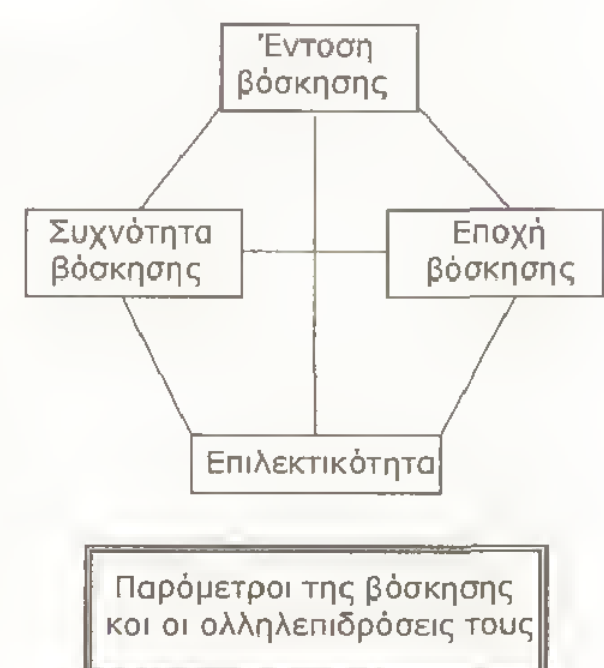 Έντοση
βόσκησης
Συχνότητα
βόσκησης
Εποχή
βόσκησης
Επιλεκτικότητα
Παρόμετροι της βόσκησης
κοι οι ολληλεπιδρόσεις τους